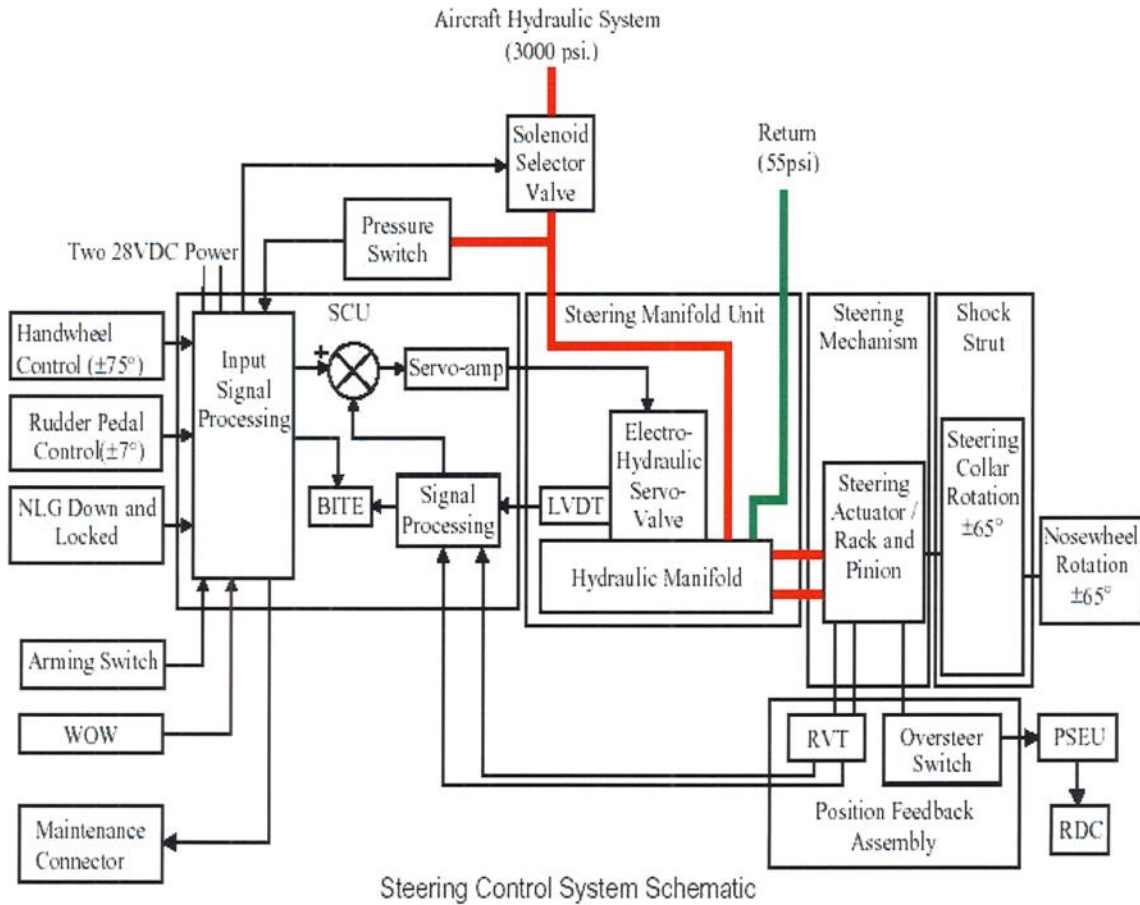 Aircraft Hydraulic System
(3000 psi.)
Solenoid
Selector
Valve
Return
(55psi)
Pressure
Switch
Two 28VDC Power
SCU
Steering Manifold Unit
Steering
Mechanism
Shock
Strut
Handwheel
Control (±75°)
Input
Signal
Processing
+
Servo-amp
Rudder Pedal
Control(±7°)
Electro-
Hydraulic
Servo-
Valve
Steering
Collar
Rotation
±65°
NLG Down and
Locked
BITE
Signal
Processing
LVDT
Steering
Actuator /
Rack and
Pinion
Nosewheel
Rotation
±65°
Hydraulic Manifold
Arming Switch
WOW
RVT
Oversteer
Switch
PSEU
Position Feedback
Assembly
RDC
Maintenance
Connector
Steering Control System Schematic